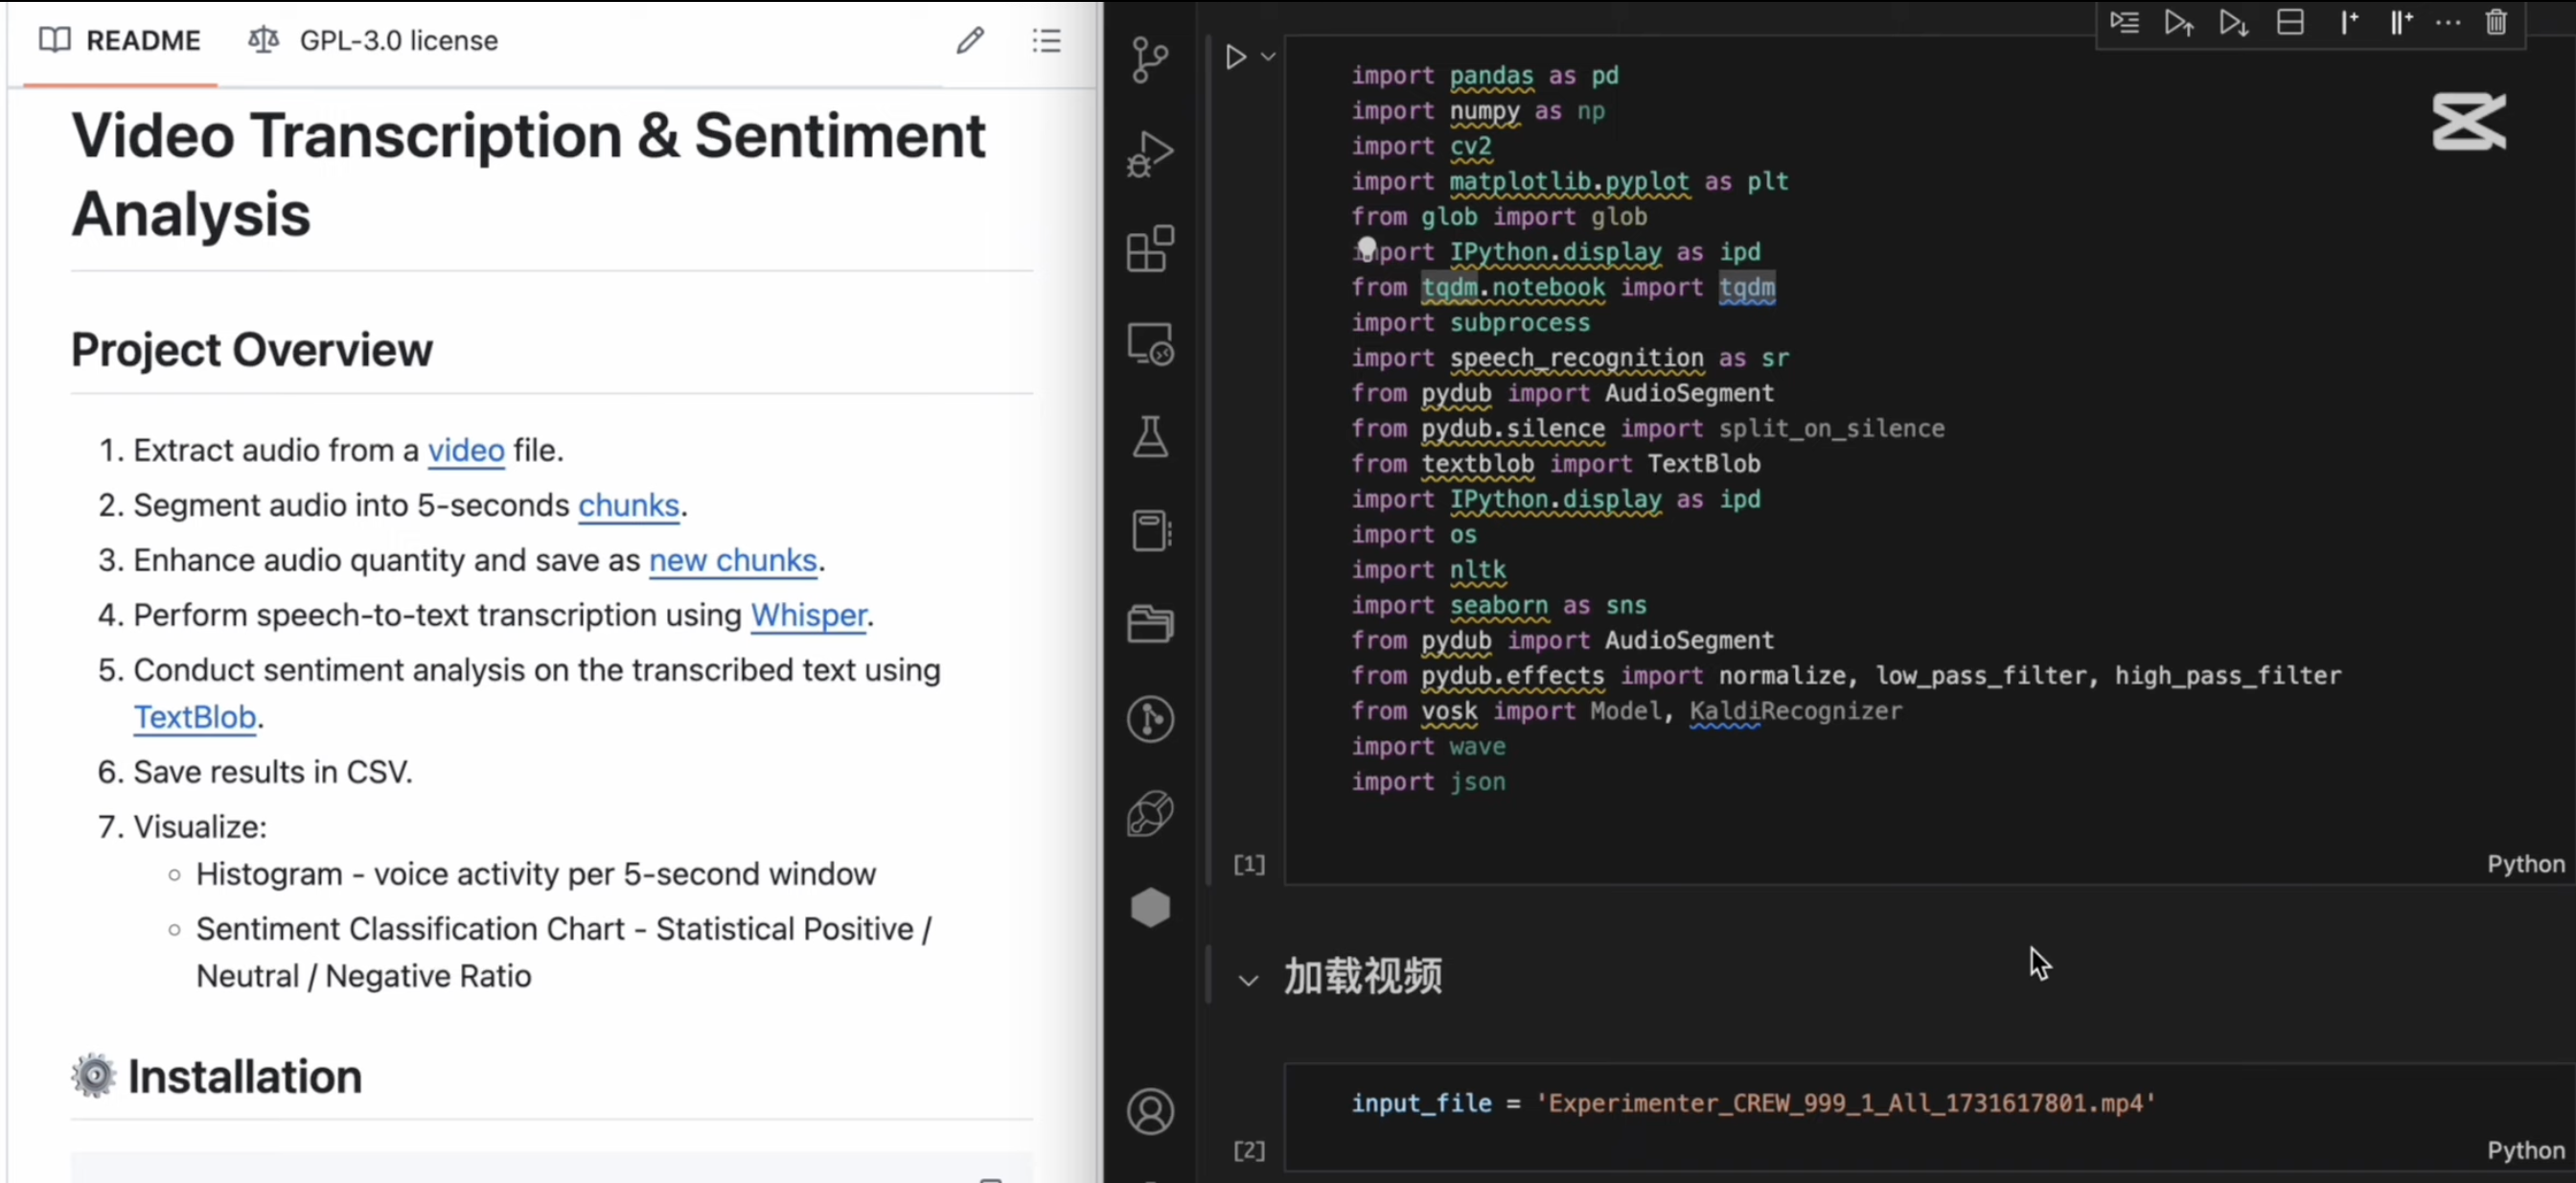 README
GPL-3.0 license
Video Transcription & Sentiment
Analysis
Project Overview
1. Extract audio from a video file.
2. Segment audio into 5-seconds chunks.
3. Enhance audio quantity and save as new chunks.
4. Perform speech-to-text transcription using Whisper.
5. Conduct sentiment analysis on the transcribed text using
TextBlob.
6. Save results in CSV.
7. Visualize:
Histogram - voice activity per 5-second window
Sentiment Classification Chart - Statistical Positive /
Neutral / Negative Ratio
Installation
import pandas as pd
import numpy as np
import cv2
import matplotlib.pyplot as plt
from glob import glob
import IPython.display as ipd
from tqdm.notebook import tqdm
import subprocess
import speech_recognition as sr
from pydub import AudioSegment
from pydub.silence import split_on_silence
from textblob import TextBlob
import IPython.display as ipd
import os
import nltk
import seaborn as sns
from pydub import AudioSegment
from pydub.effects import normalize, low_pass_filter, high_pass_filter
from vosk import Model, KaldiRecognizer
import wave
import json
[1]
Python
加载视频
input_file = 'Experimenter_CREW_999_1_All_1731617801.mp4'
[2]
Python